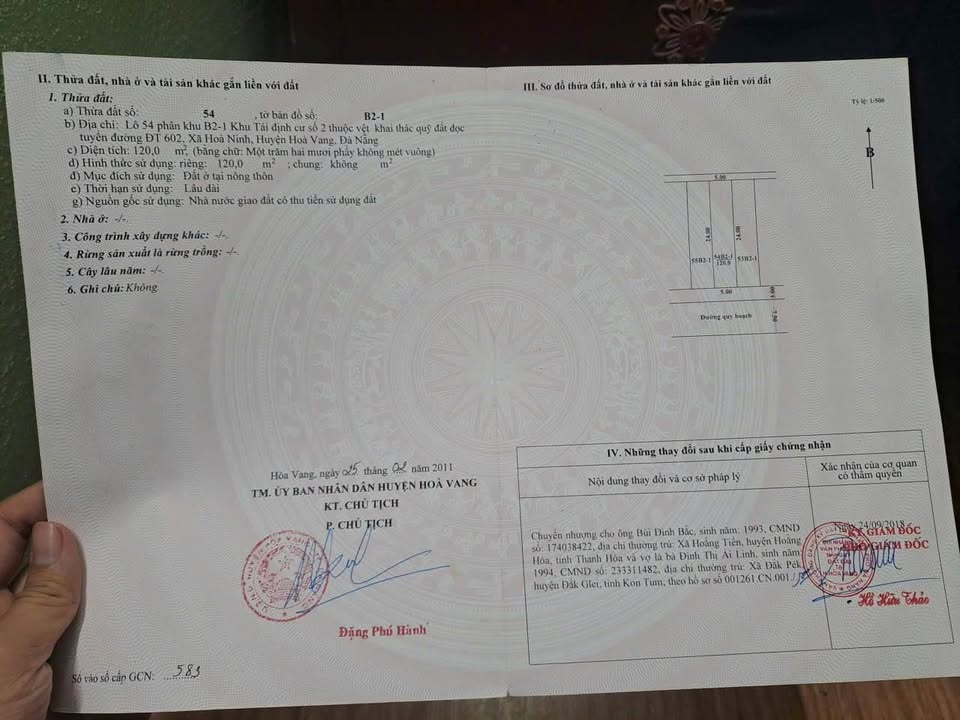 II. Thửa đất, nhà ở và tài sản khác gắn liền với đất
1. Thửa đất:
a) Thửa đất số: 54 , tờ bản đồ số: B2-1
b) Địa chỉ: Lô 54 phân khu B2-1 Khu Tái định cư số 2 thuộc vệt khai thác quỹ đất dọc
tuyến đường ĐT 602, Xã Hoà Ninh, Huyện Hoà Vang, Đà Nẵng
c) Diện tích: 120,0 m², (bằng chữ: Một trăm hai mươi phẩy không mét vuông)
d) Hình thức sử dụng: riêng: 120,0 m² ; chung: không m²
đ) Mục đích sử dụng: Đất ở tại nông thôn
e) Thời hạn sử dụng: Lâu dài
g) Nguồn gốc sử dụng: Nhà nước giao đất có thu tiền sử dụng đất
2. Nhà ở: -/-
3. Công trình xây dựng khác: -/-
4. Rừng sản xuất là rừng trồng: -/-
5. Cây lâu năm: -/-
6. Ghi chú: Không
Hòa Vang, ngày 25 tháng 02 năm 2011
TM. ỦY BAN NHÂN DÂN HUYỆN HOÀ VANG
KT. CHỦ TỊCH
P. CHỦ TỊCH
Đặng Phú Hành
Số vào sổ cấp GCN: 583
III. Sơ đồ thửa đất, nhà ở và tài sản khác gắn liền với đất
Tỷ lệ: 1/500
B
5.00
24.00
24.00
55B2-1
54B2-1
120.0
53B2-1
5.00
Đường quy hoạch
7.50
IV. Những thay đổi sau khi cấp giấy chứng nhận
Nội dung thay đổi và cơ sở pháp lý
Xác nhận của cơ quan
có thẩm quyền
Chuyển nhượng cho ông Bùi Đình Bắc, sinh năm: 1993, CMND
số: 174038422, địa chỉ thường trú: Xã Hoằng Tiến, huyện Hoằng
Hóa, tỉnh Thanh Hóa và vợ là bà Đinh Thị Ái Linh, sinh năm
1994, CMND số: 233311482, địa chỉ thường trú: Xã Đăk Pék,
huyện Đắk Glei, tỉnh Kon Tum; theo hồ sơ số 001261.CN.001./.
Ngày 24/09/2018
KT. GIÁM ĐỐC
PHÓ GIÁM ĐỐC
Hồ Hữu Thảo